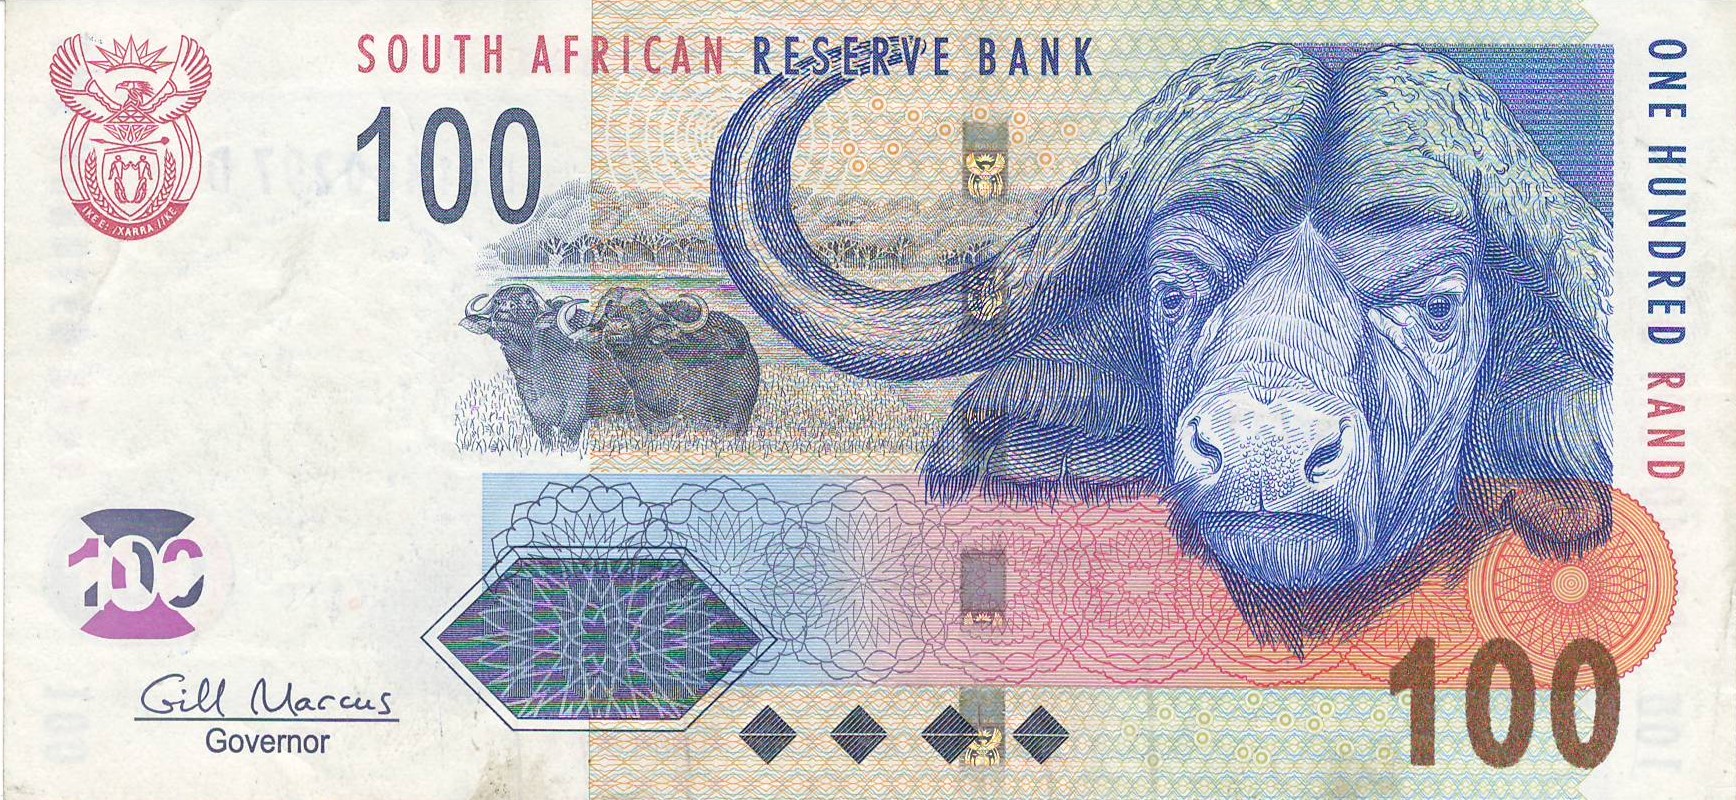 SOUTH AFRICAN RESERVE BANK
100
ONE HUNDRED RAND
!KE E: /XARRA //KE
100
Gill Marcus
Governor
100